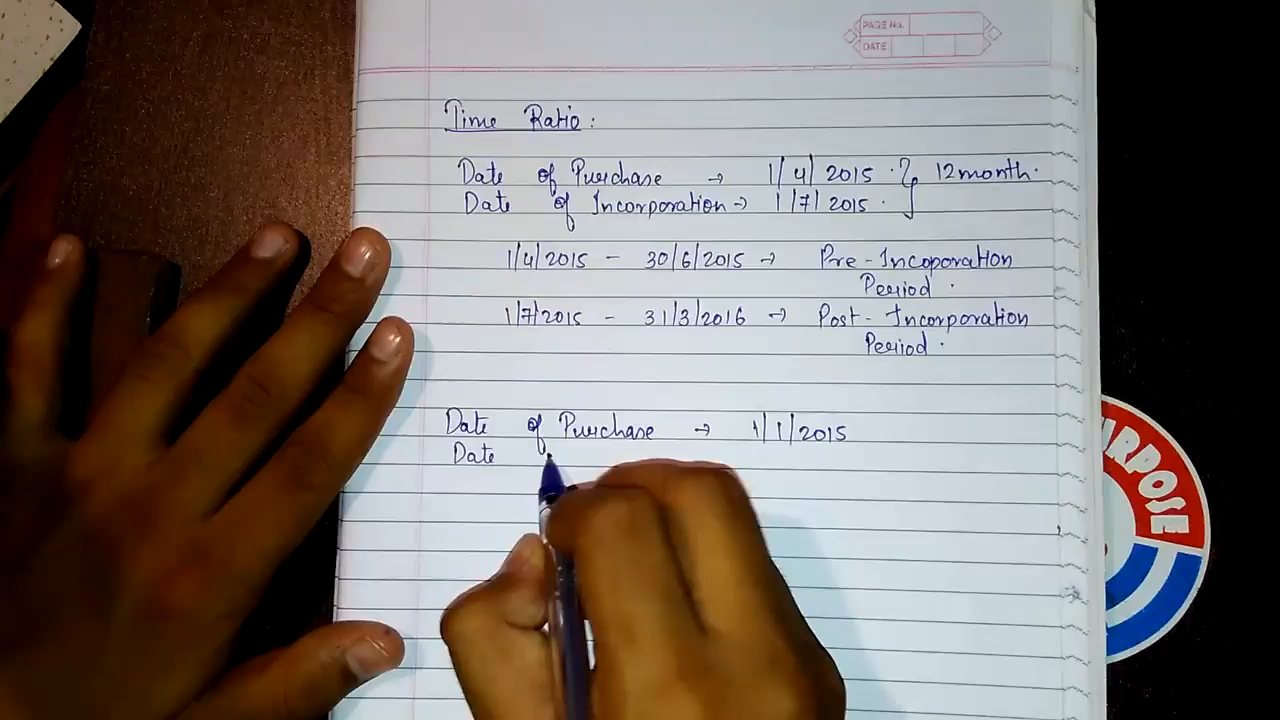 PAGE No.
DATE
Time Ratio :
Date of Purchase → 1/4/2015 . } 12month.
Date of Incorporation → 1/7/2015 .
1/4/2015 - 30/6/2015 → Pre-Incoporation
Period .
1/7/2015 - 31/3/2016 → Post-Incorporation
Period .
Date of Purchase → 1/1/2015
Date